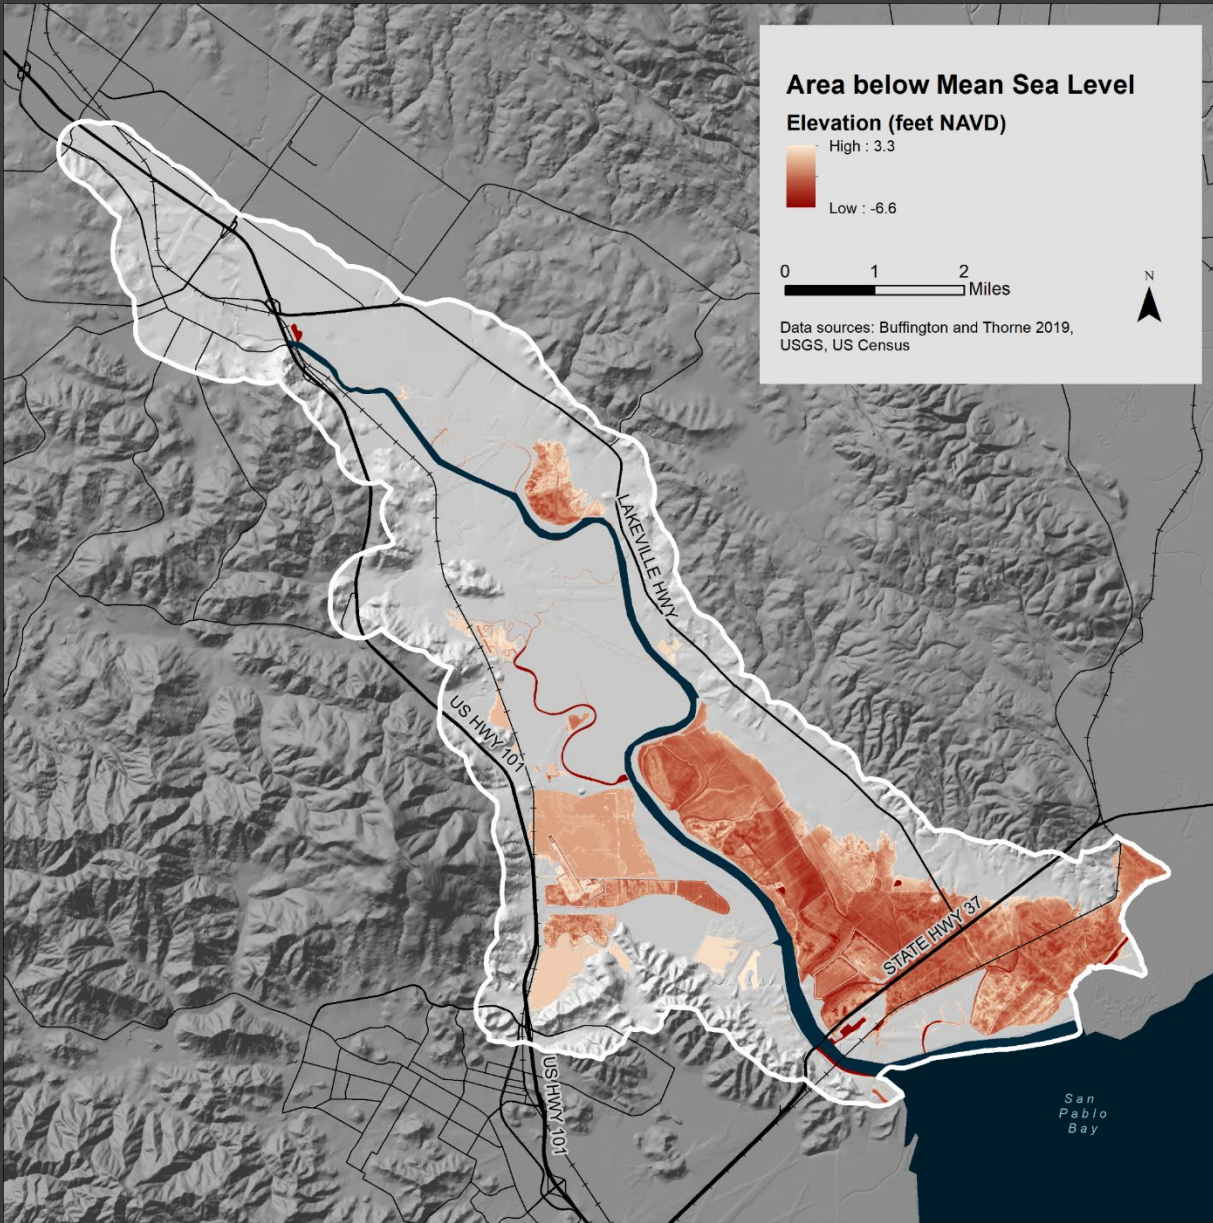 Area below Mean Sea Level
Elevation (feet NAVD)
High : 3.3
Low : -6.6
0 1 2
Miles
N
Data sources: Buffington and Thorne 2019,
USGS, US Census
LAKEVILLE HWY
US HWY 101
STATE HWY 37
US HWY 101
San
Pablo
Bay